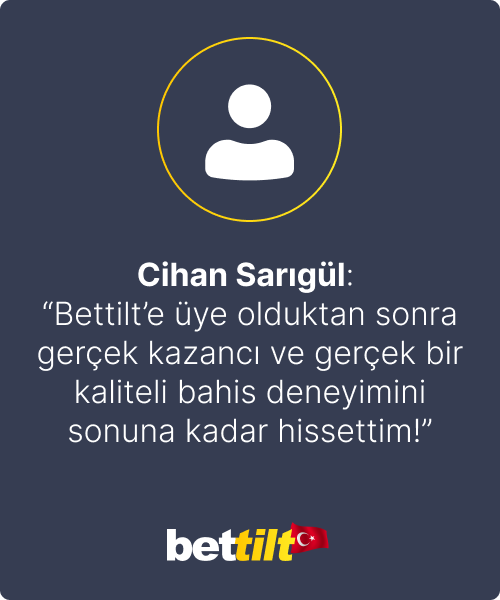 Cihan Sarıgül:
“Bettilt’e üye olduktan sonra
gerçek kazancı ve gerçek bir
kaliteli bahis deneyimini
sonuna kadar hissettim!”
bettilt